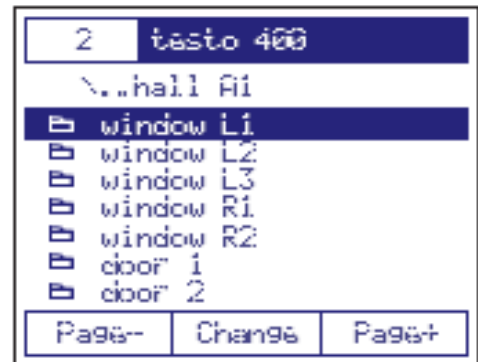 2 testo 400
\..hall A1
window L1
window L2
window L3
window R1
window R2
door 1
door 2
Page- Change Page+